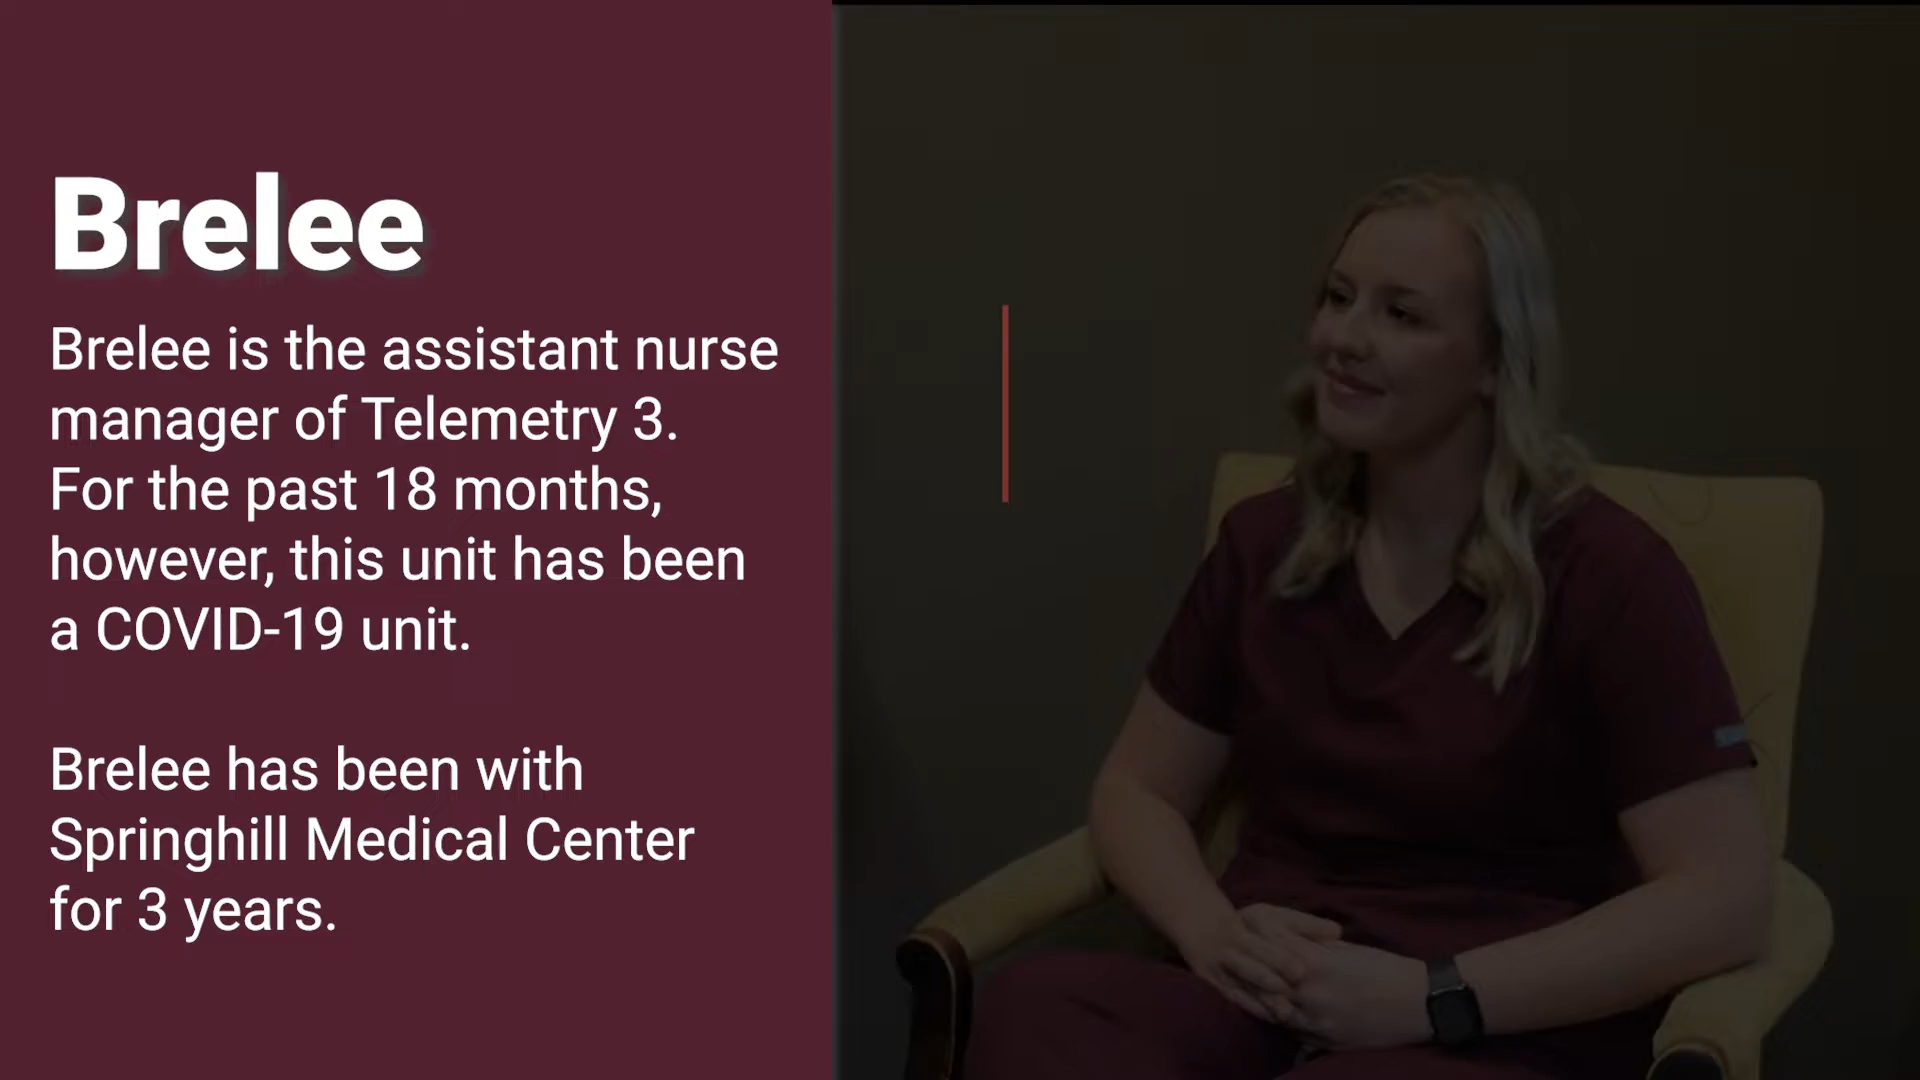 Brelee
Brelee is the assistant nurse
manager of Telemetry 3.
For the past 18 months,
however, this unit has been
a COVID-19 unit.
Brelee has been with
Springhill Medical Center
for 3 years.